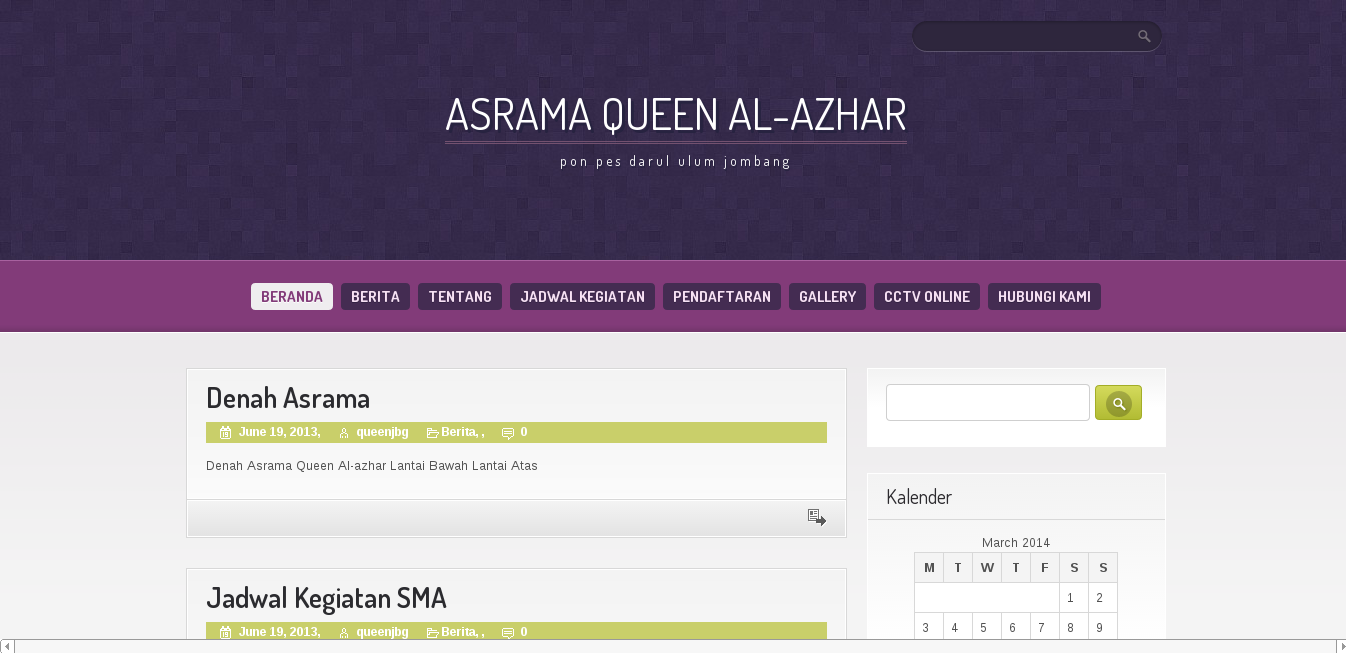 ASRAMA QUEEN AL-AZHAR
pon pes darul ulum jombang
BERANDA BERITA TENTANG JADWAL KEGIATAN PENDAFTARAN GALLERY CCTV ONLINE HUBUNGI KAMI
Denah Asrama
June 19, 2013, queenjbg Berita, , 0
Denah Asrama Queen Al-azhar Lantai Bawah Lantai Atas
Jadwal Kegiatan SMA
June 19, 2013, queenjbg Berita, , 0
Kalender
March 2014
M T W T F S S
1 2
3 4 5 6 7 8 9